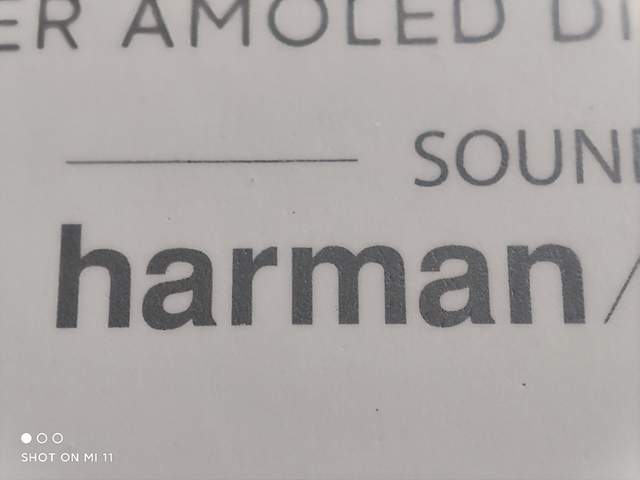 ER AMOLED DI
SOUN
harman/
SHOT ON MI 11